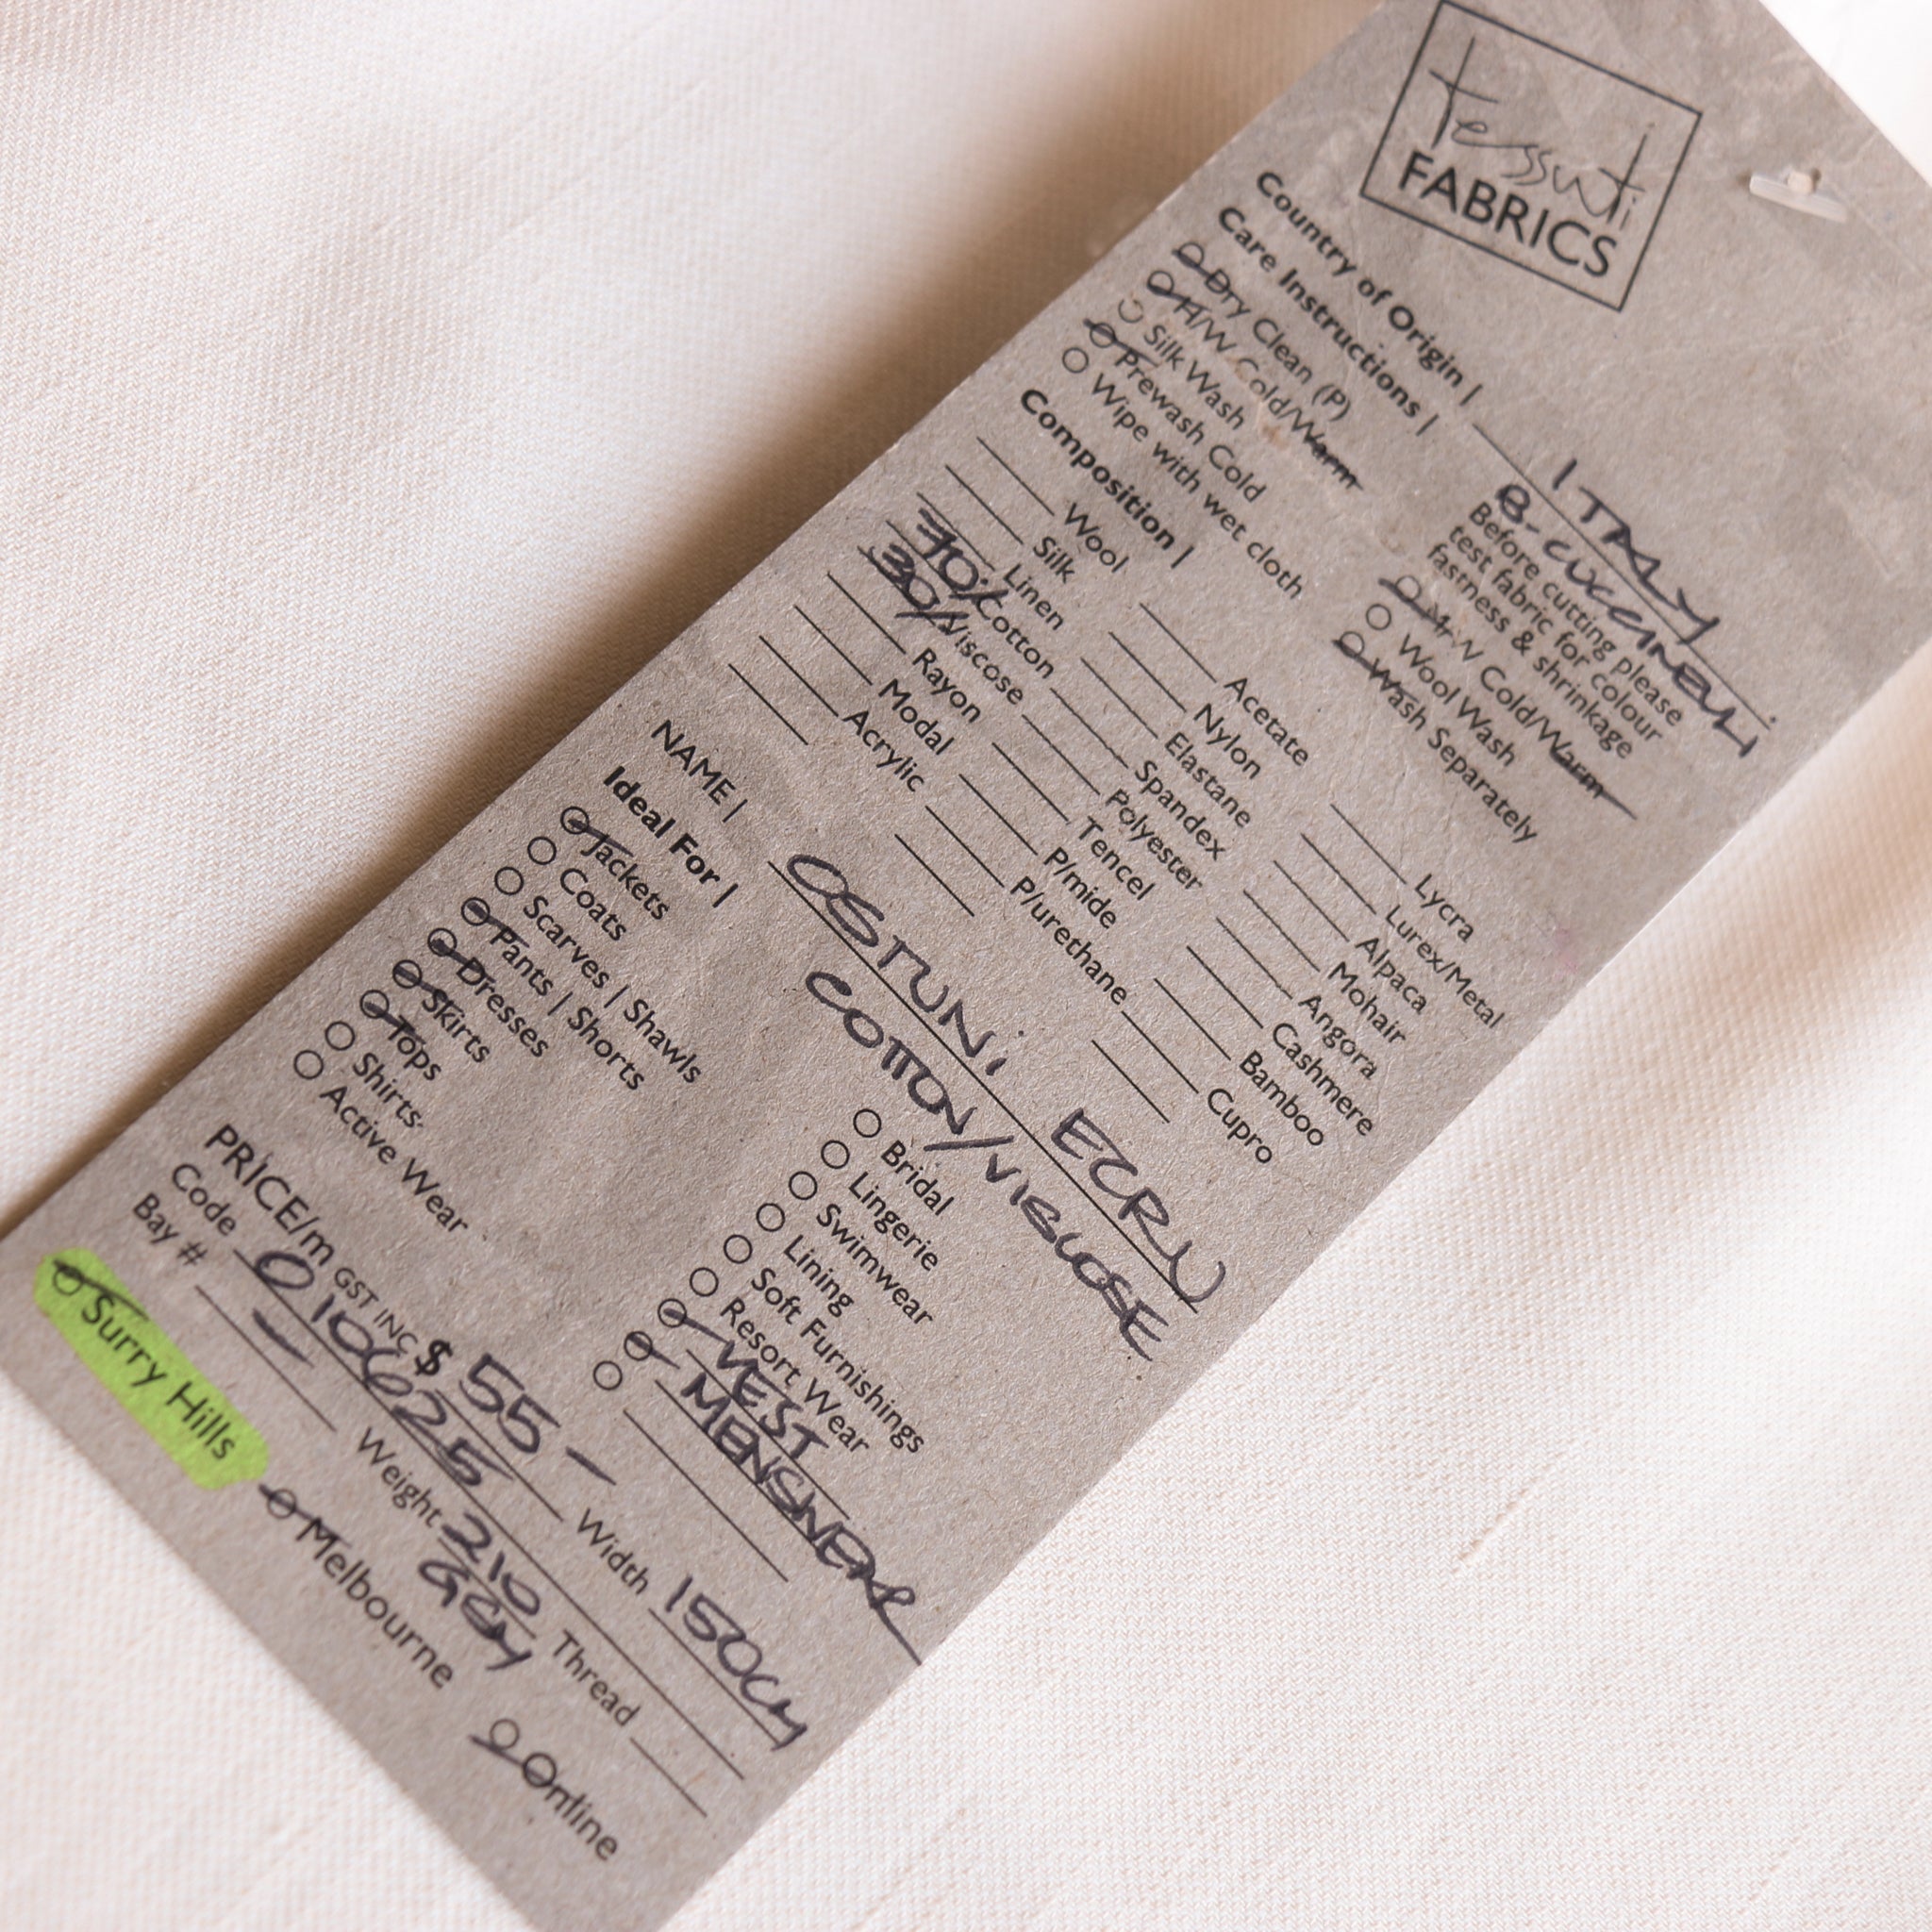 tessuti
FABRICS
Country of Origin | ITALY
Care Instructions | B-CUCCINELLI
Dry Clean (P)
H/W Cold/Warm
Silk Wash
Prewash Cold
Wipe with wet cloth
Before cutting please
test fabric for colour
fastness & shrinkage
M/W Cold/Warm
Wool Wash
Wash Separately
Composition |
Wool
Silk
Linen
70% Cotton
30% Viscose
Rayon
Modal
Acrylic
Acetate
Nylon
Elastane
Spandex
Polyester
Tencel
P/mide
P/urethane
Lycra
Lurex/Metal
Alpaca
Mohair
Angora
Cashmere
Bamboo
Cupro
NAME | OSTUNI ECRU
COTTON/VISCOSE
Ideal For |
Jackets
Coats
Scarves | Shawls
Pants | Shorts
Dresses
Skirts
Tops
Shirts
Active Wear
Bridal
Lingerie
Swimwear
Lining
Soft Furnishings
Resort Wear
VEST
MENSWEAR
PRICE/m GST INC $ 55 - Width 150CM
Code 010625
Bay # — Weight 210 Thread
Surry Hills Melbourne Online